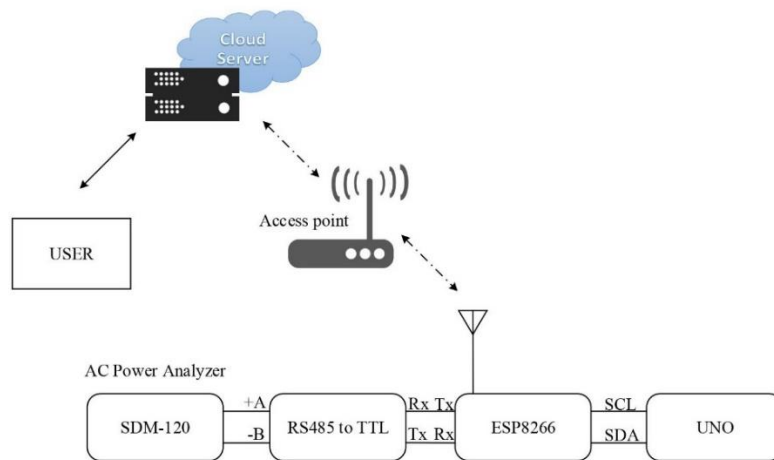 Cloud
Server
Access point
USER
AC Power Analyzer
SDM-120
+A
-B
RS485 to TTL
Rx Tx
Tx Rx
ESP8266
SCL
SDA
UNO